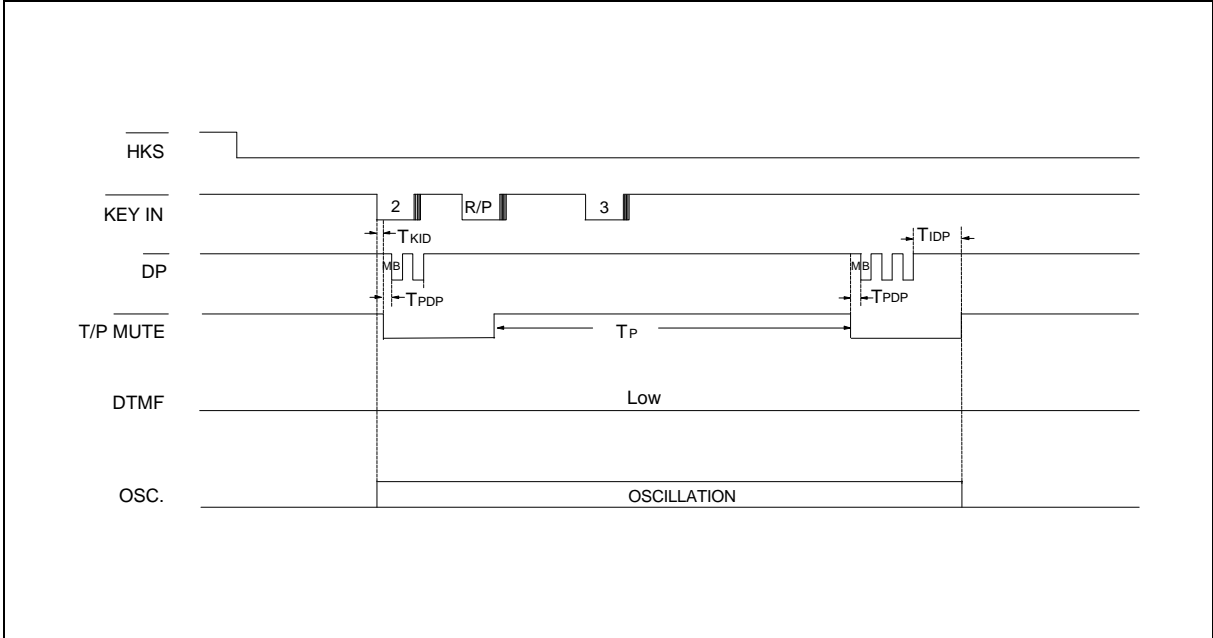 HKS
KEY IN
2
R/P
3
TKID
TIDP
DP
MB
MB
TPDP
TPDP
T/P MUTE
TP
DTMF
Low
OSC.
OSCILLATION